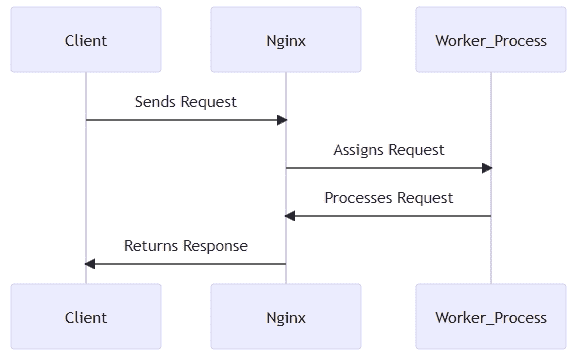 Client
Nginx
Worker_Process
Sends Request
Assigns Request
Processes Request
Returns Response
Client
Nginx
Worker_Process